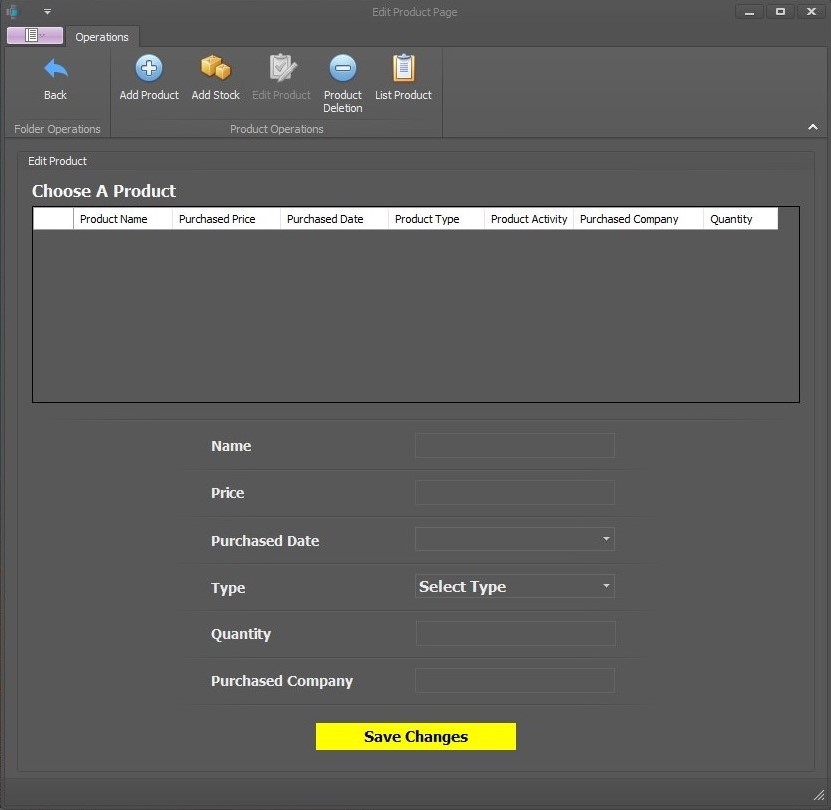 Edit Product Page
Operations
Back
Add Product
Add Stock
Edit Product
Product
Deletion
List Product
Folder Operations
Product Operations
Edit Product
Choose A Product
Product Name Purchased Price Purchased Date Product Type Product Activity Purchased Company Quantity
Name
Price
Purchased Date
Type Select Type
Quantity
Purchased Company
Save Changes